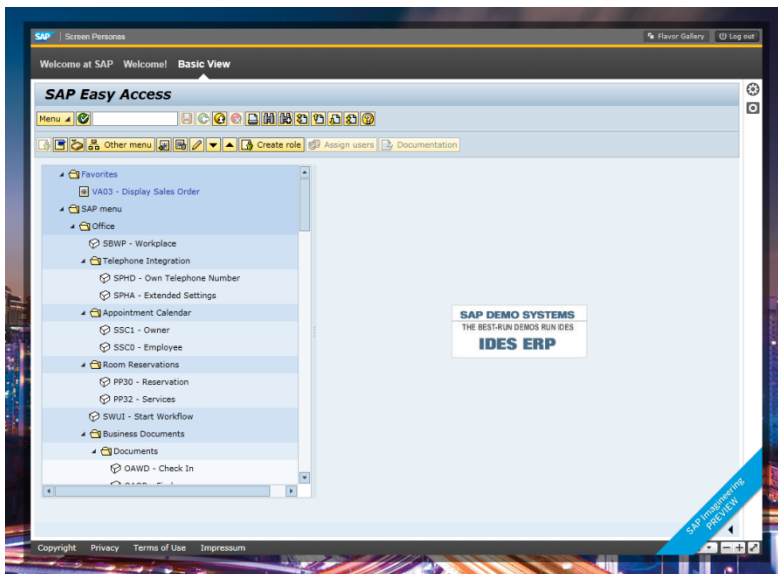 SAP Screen Personas Flavor Gallery Log out
Welcome at SAP Welcome! Basic View
SAP Easy Access
Menu
Other menu Create role Assign users Documentation
Favorites
VA03 - Display Sales Order
SAP menu
Office
SBWP - Workplace
Telephone Integration
SPHD - Own Telephone Number
SPHA - Extended Settings
Appointment Calendar
SSC1 - Owner
SSC0 - Employee
Room Reservations
PP30 - Reservation
PP32 - Services
SWUI - Start Workflow
Business Documents
Documents
OAWD - Check In
SAP DEMO SYSTEMS
THE BEST-RUN DEMOS RUN IDES
IDES ERP
SAP Imagineering
PREVIEW
Copyright Privacy Terms of Use Impressum